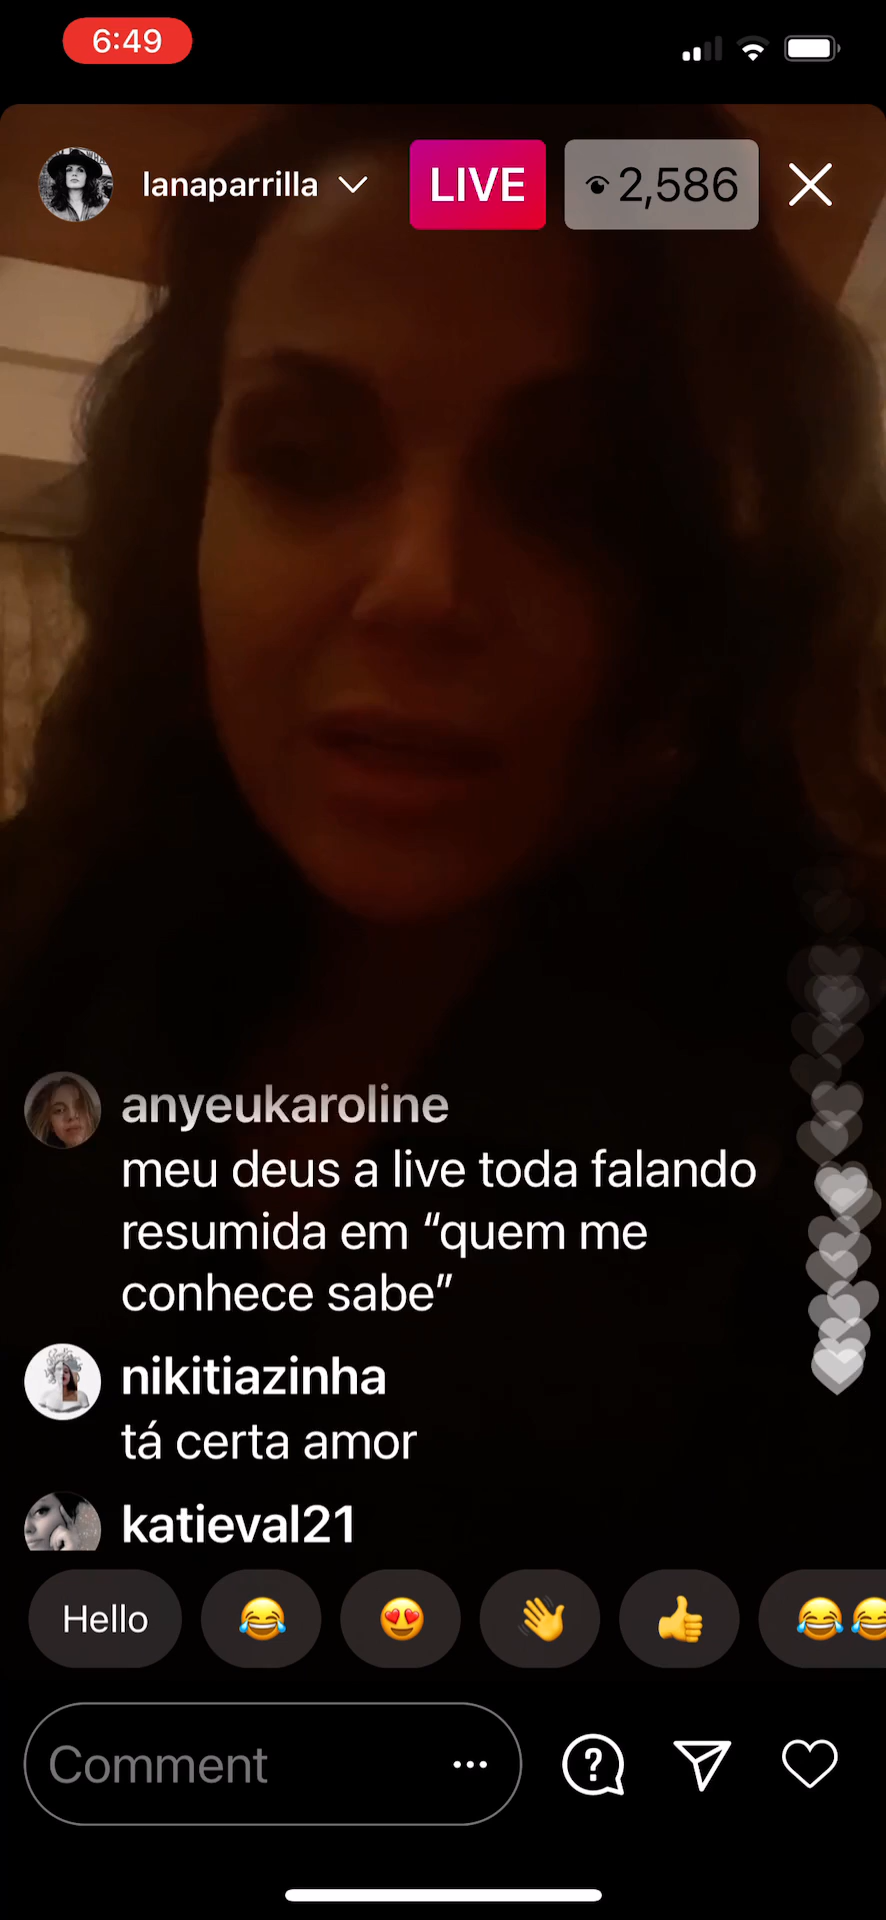 6:49
lanaparrilla
LIVE
2,586
anyeukaroline
meu deus a live toda falando
resumida em “quem me
conhece sabe”
nikitiazinha
tá certa amor
katieval21
Hello
Comment